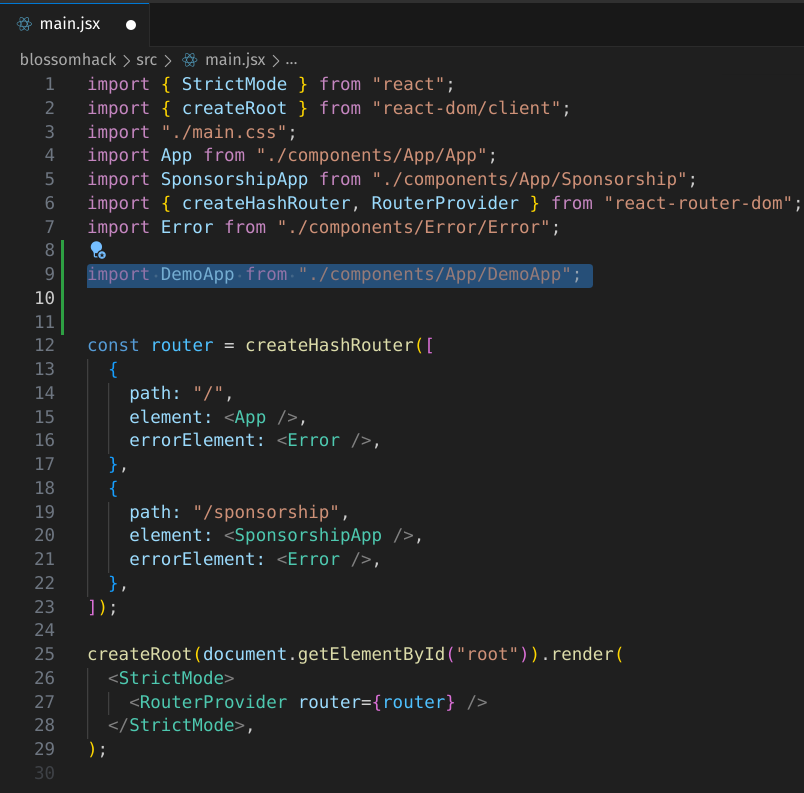 main.jsx
blossomhack > src > main.jsx > ...
1 import { StrictMode } from "react";
2 import { createRoot } from "react-dom/client";
3 import "./main.css";
4 import App from "./components/App/App";
5 import SponsorshipApp from "./components/App/Sponsorship";
6 import { createHashRouter, RouterProvider } from "react-router-dom";
7 import Error from "./components/Error/Error";
8
9 import DemoApp from "./components/App/DemoApp";
10
11
12 const router = createHashRouter([
13   {
14     path: "/",
15     element: <App />,
16     errorElement: <Error />,
17   },
18   {
19     path: "/sponsorship",
20     element: <SponsorshipApp />,
21     errorElement: <Error />,
22   },
23 ]);
24
25 createRoot(document.getElementById("root")).render(
26   <StrictMode>
27     <RouterProvider router={router} />
28   </StrictMode>,
29 );
30